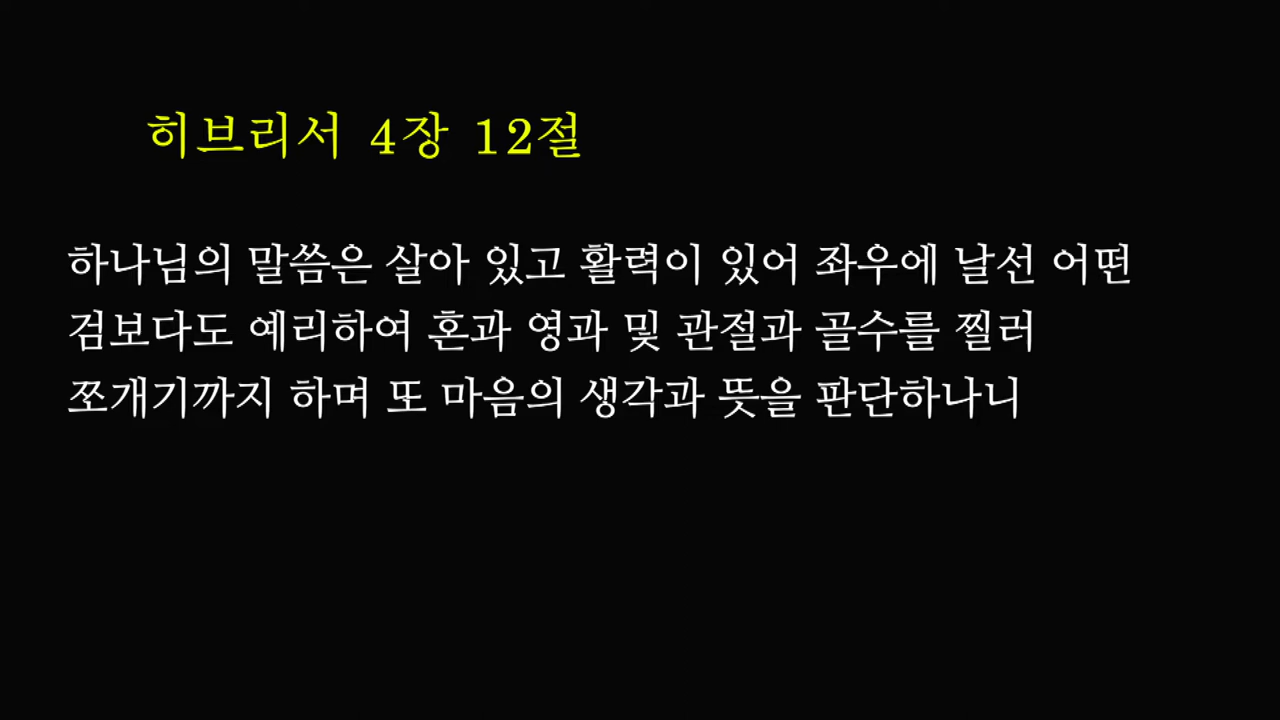 히브리서 4장 12절
하나님의 말씀은 살아 있고 활력이 있어 좌우에 날선 어떤
검보다도 예리하여 혼과 영과 및 관절과 골수를 찔러
쪼개기까지 하며 또 마음의 생각과 뜻을 판단하나니